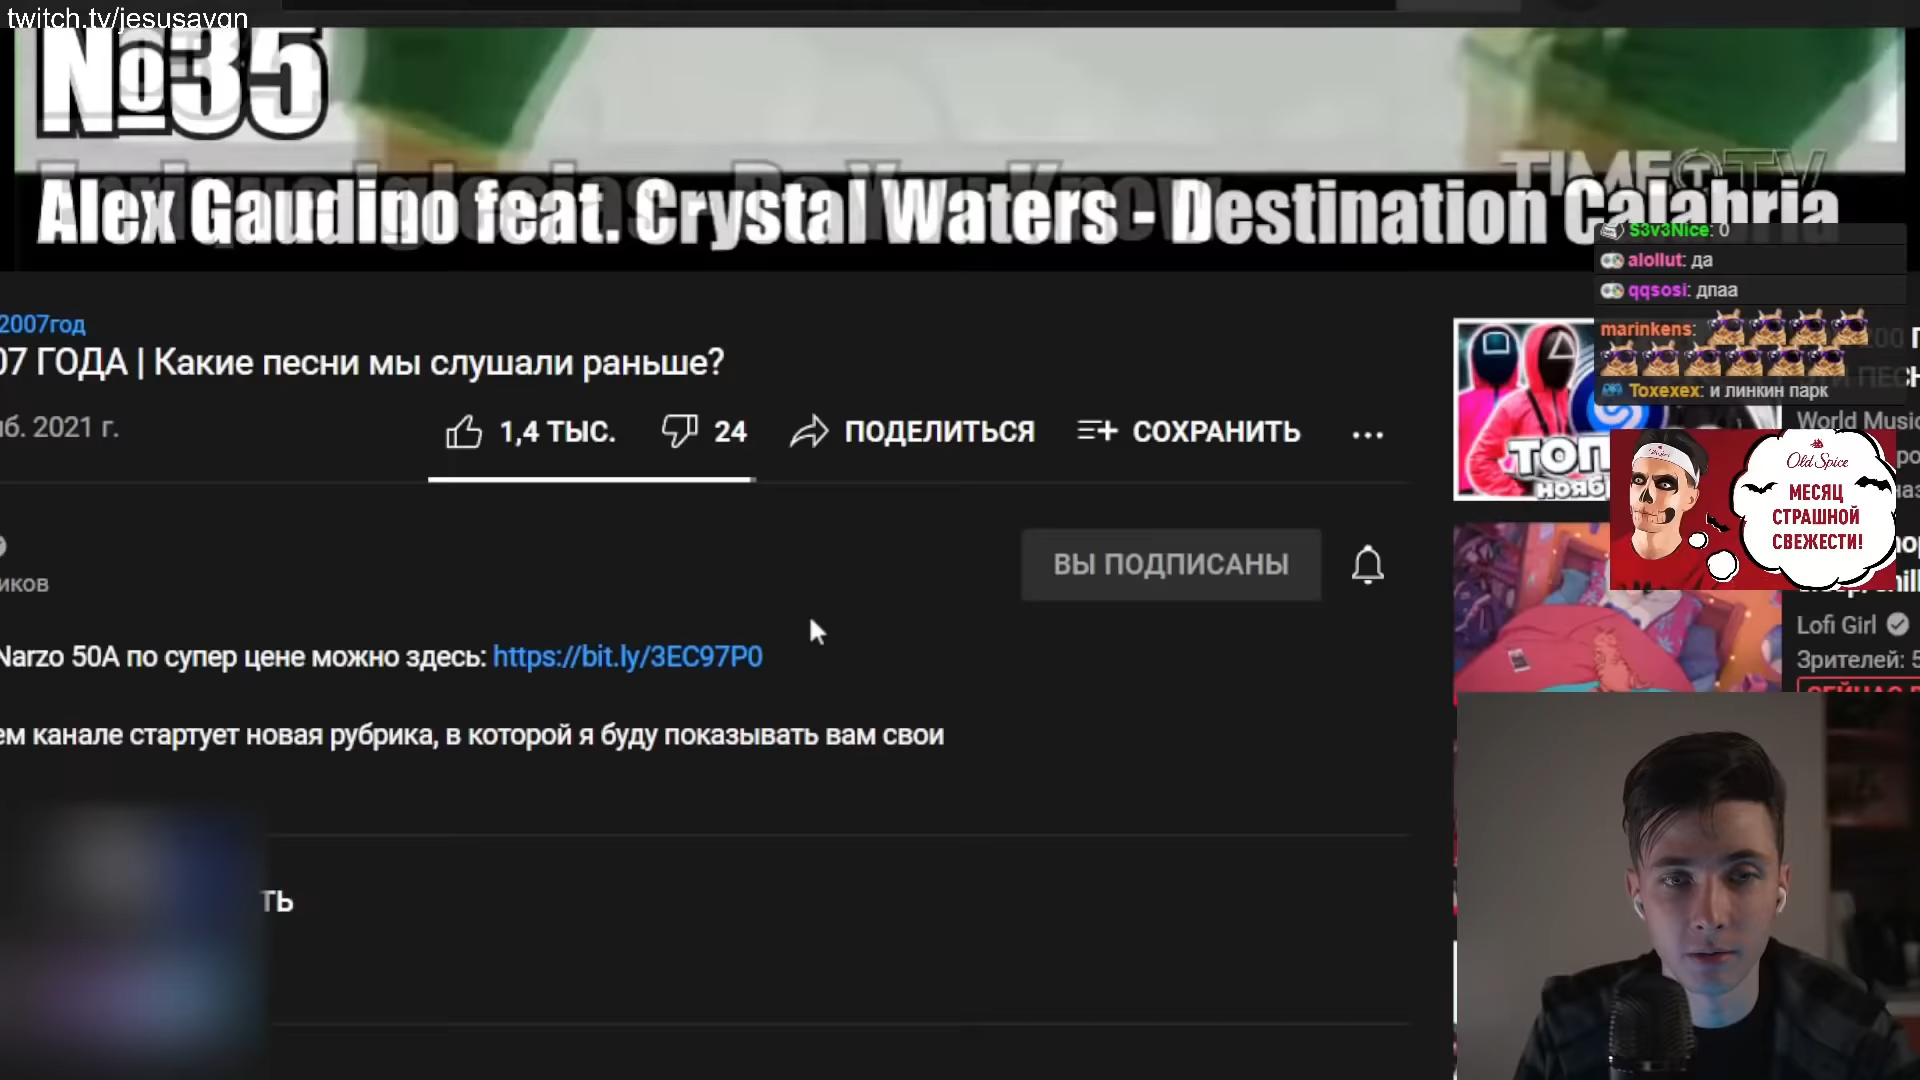 twitch.tv/jesusavgn
№35
Alex Gaudigo feat. Crystal Waters - Destination Calabria
S3v3Nice: 0
alollut: да
qqsosi: дпаа
marinkens:
Toxexex: и линкин парк
2007год
07 ГОДА | Какие песни мы слушали раньше?
б. 2021 г.
1,4 ТЫС.
24
ПОДЕЛИТЬСЯ
СОХРАНИТЬ
ВЫ ПОДПИСАНЫ
иков
Narzo 50A по супер цене можно здесь: https://bit.ly/3EC97P0
ем канале стартует новая рубрика, в которой я буду показывать вам свои
ть
ТОП
нояб
World Music
Old Spice
МЕСЯЦ
СТРАШНОЙ
СВЕЖЕСТИ!
Lofi Girl
Зрителей: 5